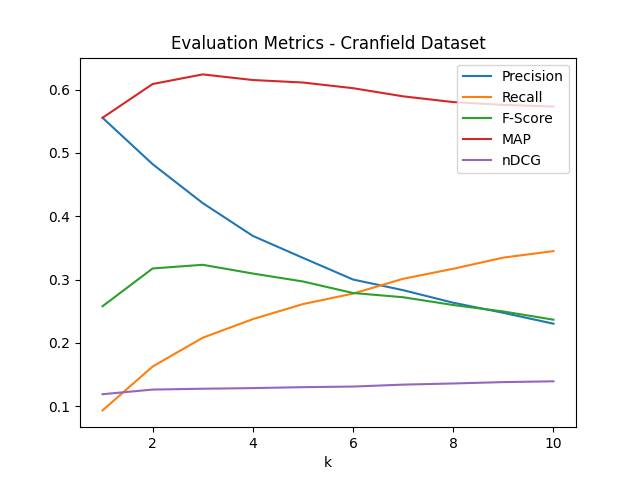 Evaluation Metrics - Cranfield Dataset
Precision
Recall
F-Score
MAP
nDCG
0.6
0.5
0.4
0.3
0.2
0.1
2 4 6 8 10
k